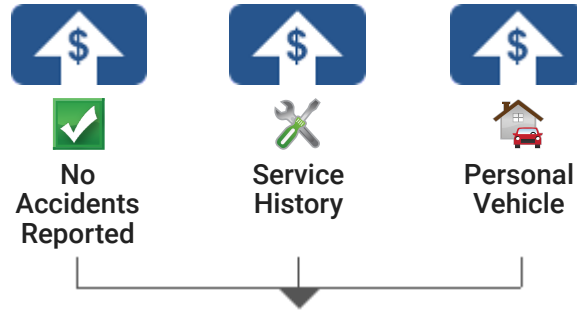 $ $ $
No Accidents Reported
Service History
Personal Vehicle